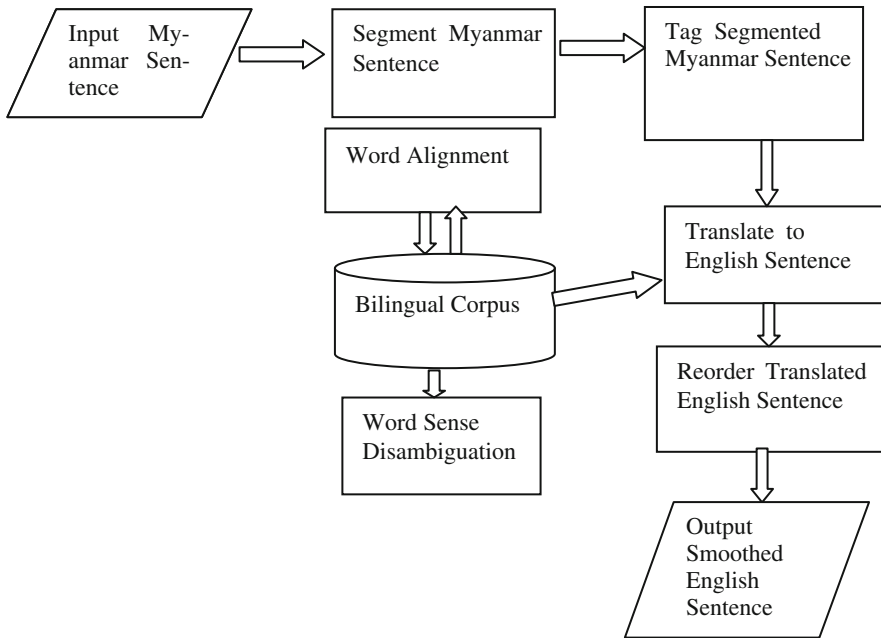 Input My-
anmar Sen-
tence
Segment Myanmar
Sentence
Tag Segmented
Myanmar Sentence
Word Alignment
Translate to
English Sentence
Bilingual Corpus
Reorder Translated
English Sentence
Word Sense
Disambiguation
Output
Smoothed
English
Sentence